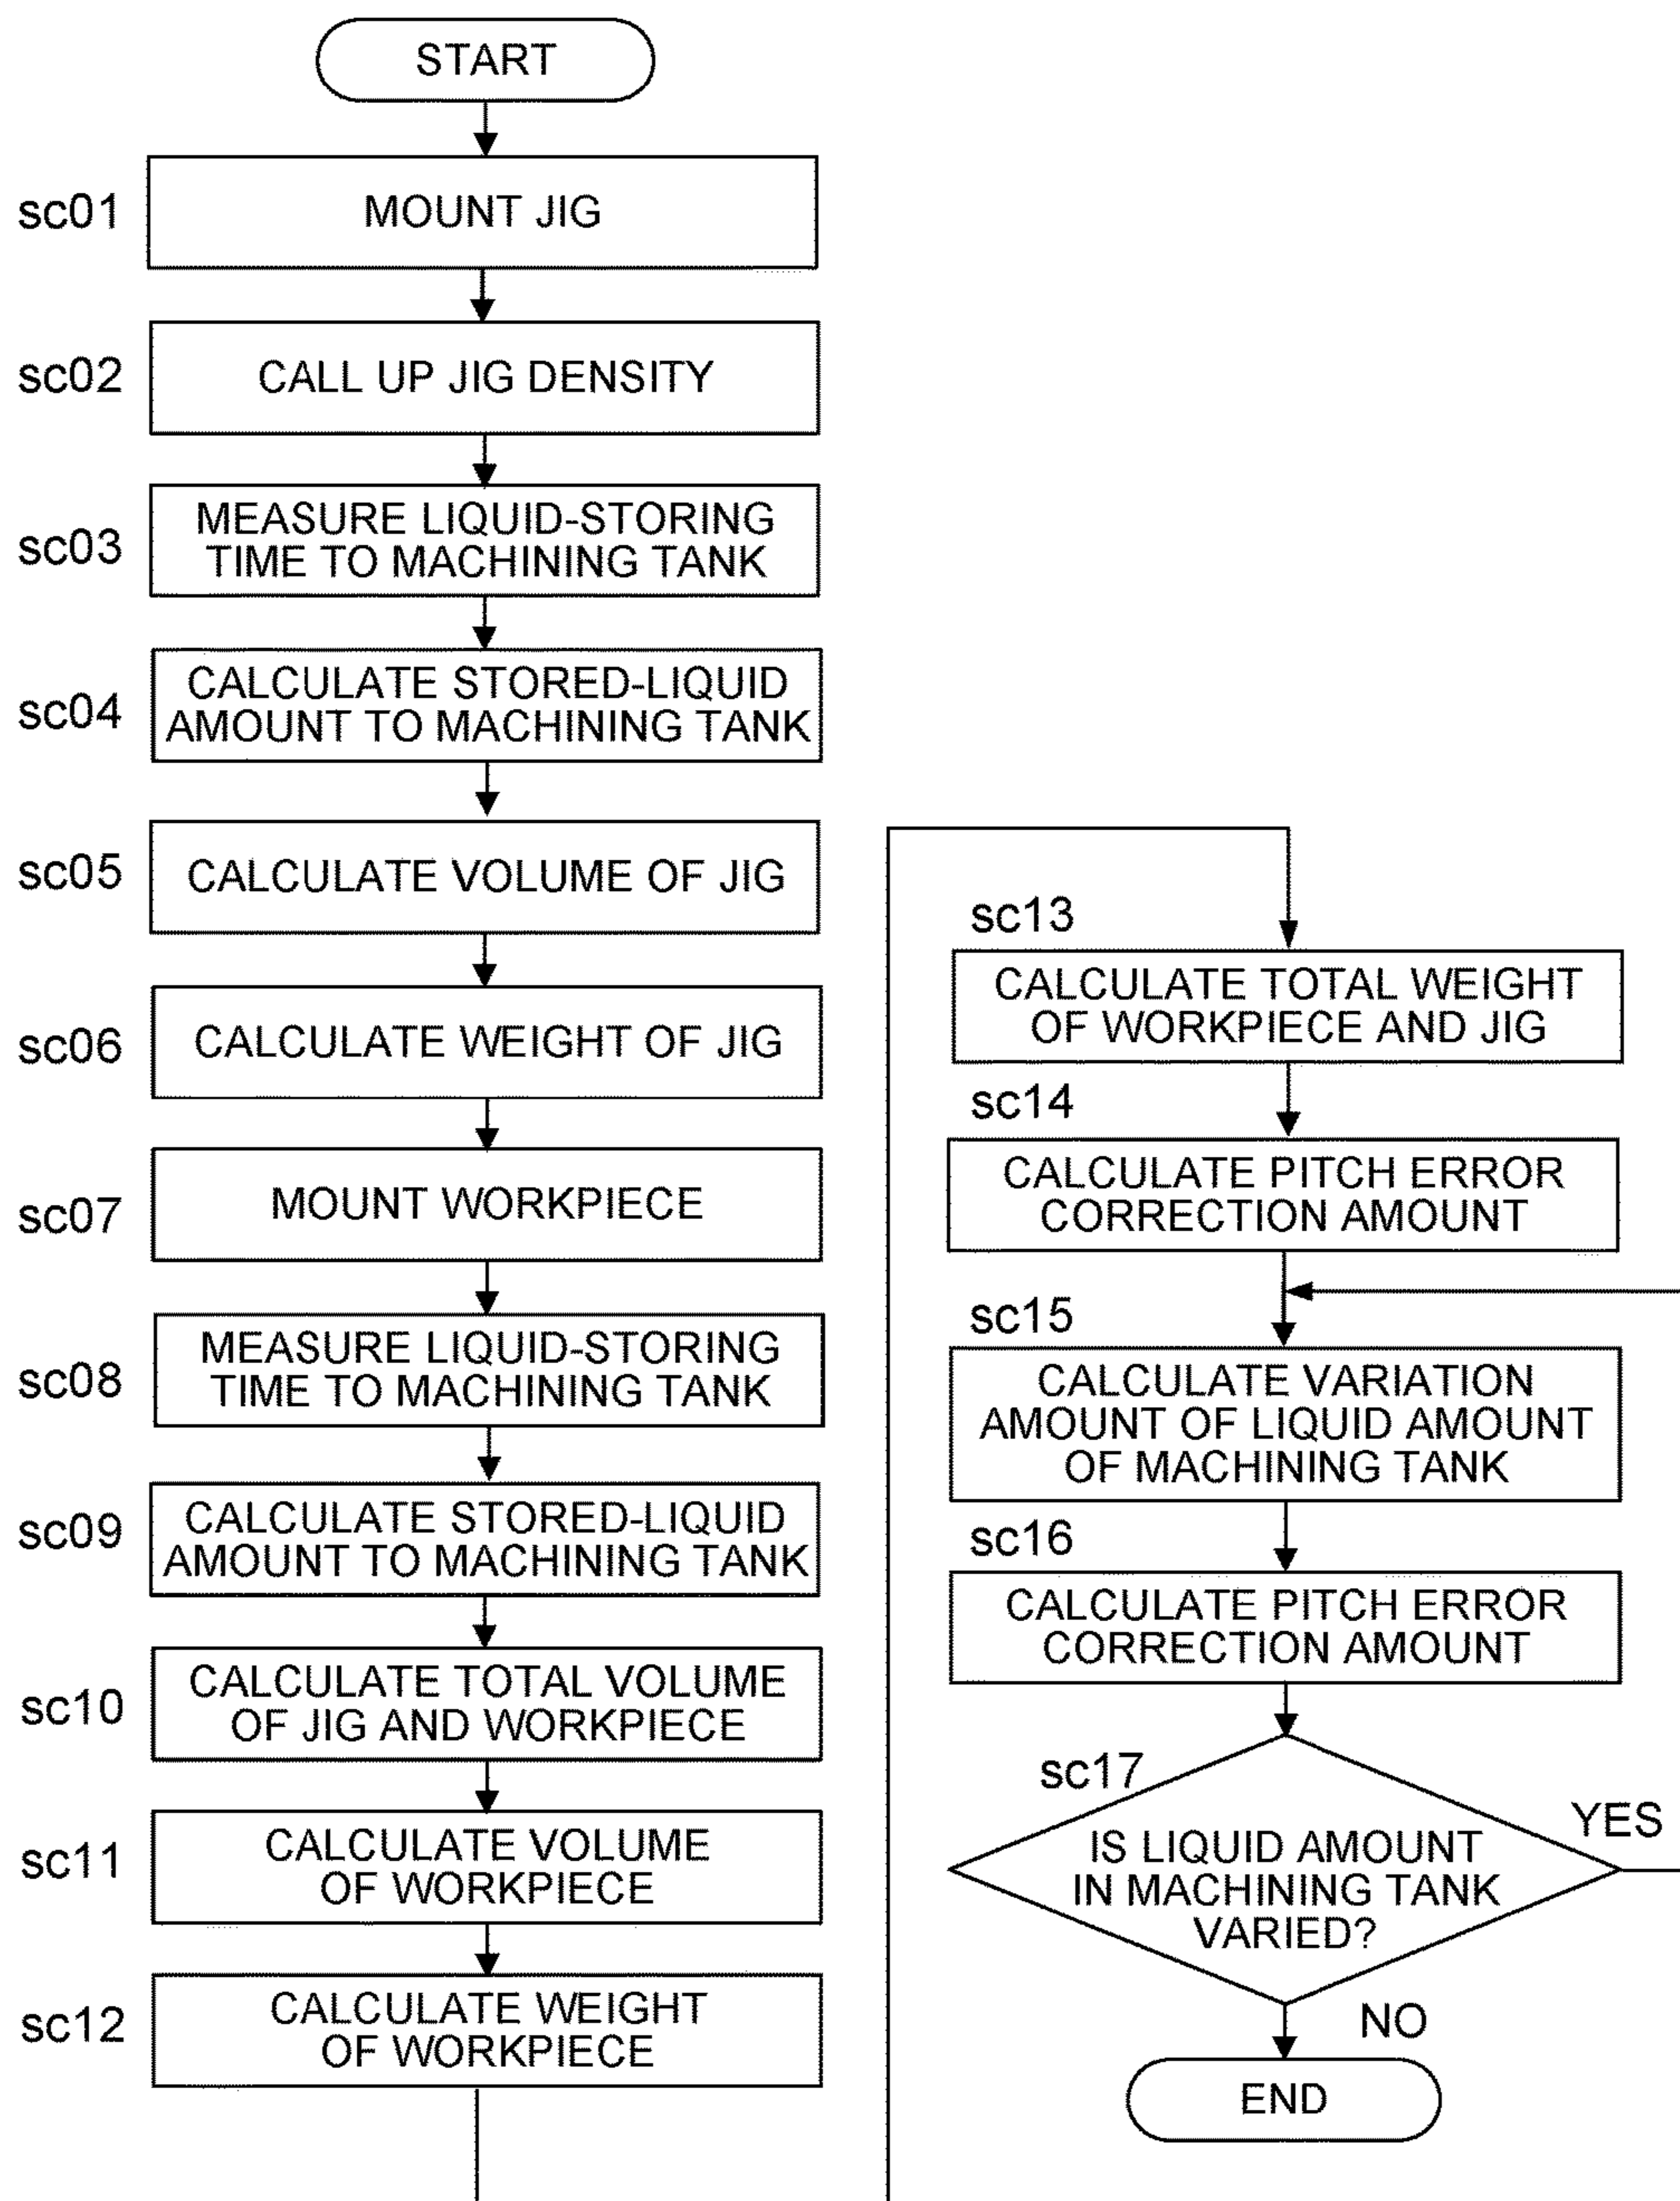 START
sc01
MOUNT JIG
sc02
CALL UP JIG DENSITY
sc03
MEASURE LIQUID-STORING
TIME TO MACHINING TANK
sc04
CALCULATE STORED-LIQUID
AMOUNT TO MACHINING TANK
sc05
CALCULATE VOLUME OF JIG
sc06
CALCULATE WEIGHT OF JIG
sc07
MOUNT WORKPIECE
sc08
MEASURE LIQUID-STORING
TIME TO MACHINING TANK
sc09
CALCULATE STORED-LIQUID
AMOUNT TO MACHINING TANK
sc10
CALCULATE TOTAL VOLUME
OF JIG AND WORKPIECE
sc11
CALCULATE VOLUME
OF WORKPIECE
sc12
CALCULATE WEIGHT
OF WORKPIECE
sc13
CALCULATE TOTAL WEIGHT
OF WORKPIECE AND JIG
sc14
CALCULATE PITCH ERROR
CORRECTION AMOUNT
sc15
CALCULATE VARIATION
AMOUNT OF LIQUID AMOUNT
OF MACHINING TANK
sc16
CALCULATE PITCH ERROR
CORRECTION AMOUNT
sc17
IS LIQUID AMOUNT
IN MACHINING TANK
VARIED?
YES
NO
END